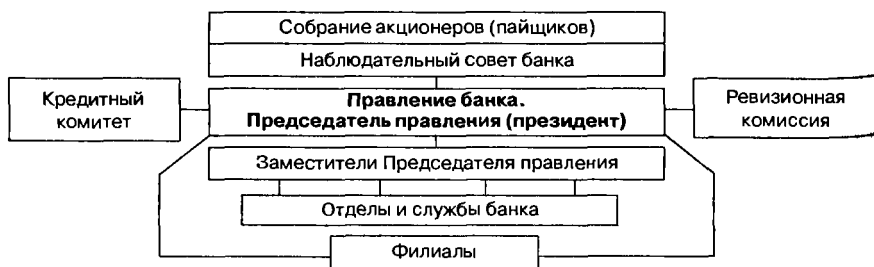 Собрание акционеров (пайщиков)
Наблюдательный совет банка
Кредитный
комитет
Правление банка.
Председатель правления (президент)
Ревизионная
комиссия
Заместители Председателя правления
Отделы и службы банка
Филиалы